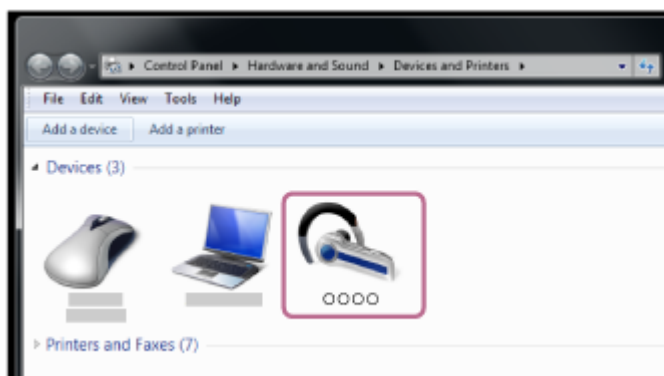 Control Panel ▸ Hardware and Sound ▸ Devices and Printers ▸
File Edit View Tools Help
Add a device Add a printer
Devices (3)
OOOO
Printers and Faxes (7)